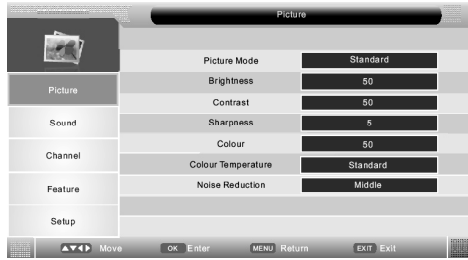 Picture
Picture Mode Standard
Brightness 50
Picture
Contrast 50
Sound
Sharpness 5
Colour 50
Channel
Colour Temperature Standard
Feature
Noise Reduction Middle
Setup
Move OK Enter MENU Return EXIT Exit